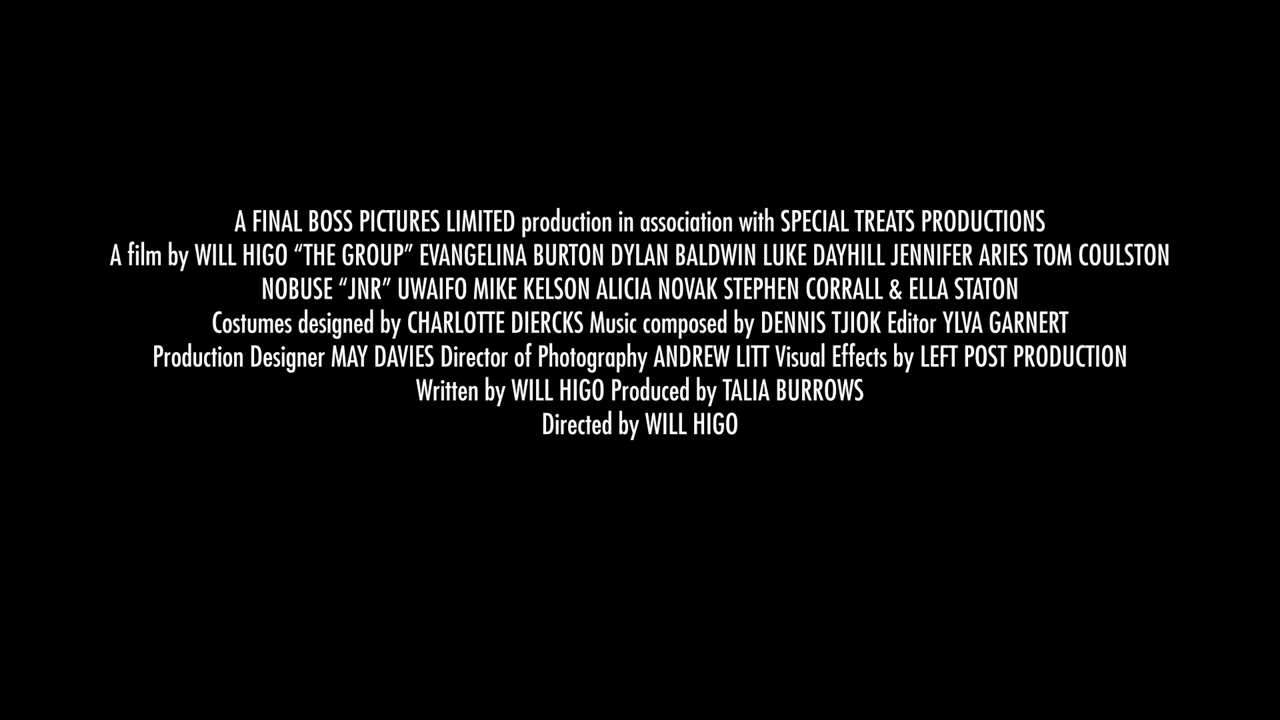 A FINAL BOSS PICTURES LIMITED production in association with SPECIAL TREATS PRODUCTIONS
A film by WILL HIGO “THE GROUP” EVANGELINA BURTON DYLAN BALDWIN LUKE DAYHILL JENNIFER ARIES TOM COULSTON
NOBUSE “JNR” UWAIFO MIKE KELSON ALICIA NOVAK STEPHEN CORRALL & ELLA STATON
Costumes designed by CHARLOTTE DIERCKS Music composed by DENNIS TJIOK Editor YLVA GARNERT
Production Designer MAY DAVIES Director of Photography ANDREW LITT Visual Effects by LEFT POST PRODUCTION
Written by WILL HIGO Produced by TALIA BURROWS
Directed by WILL HIGO